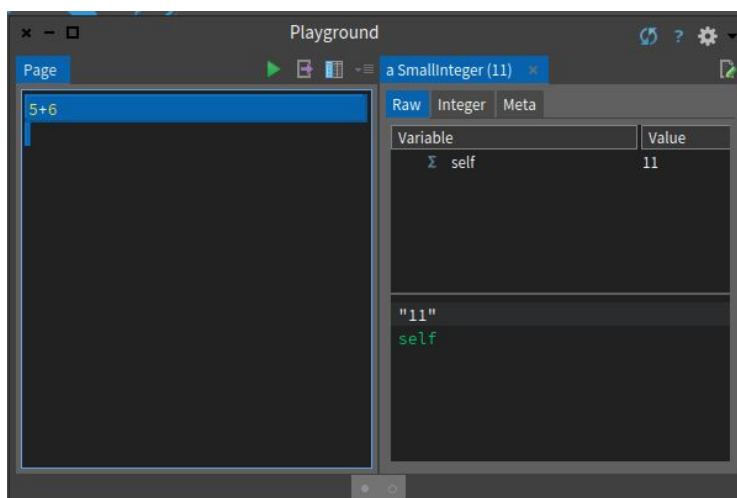 Playground
?
Page
a SmallInteger (11)
5+6
Raw Integer Meta
Variable Value
Σ self 11
"11"
self